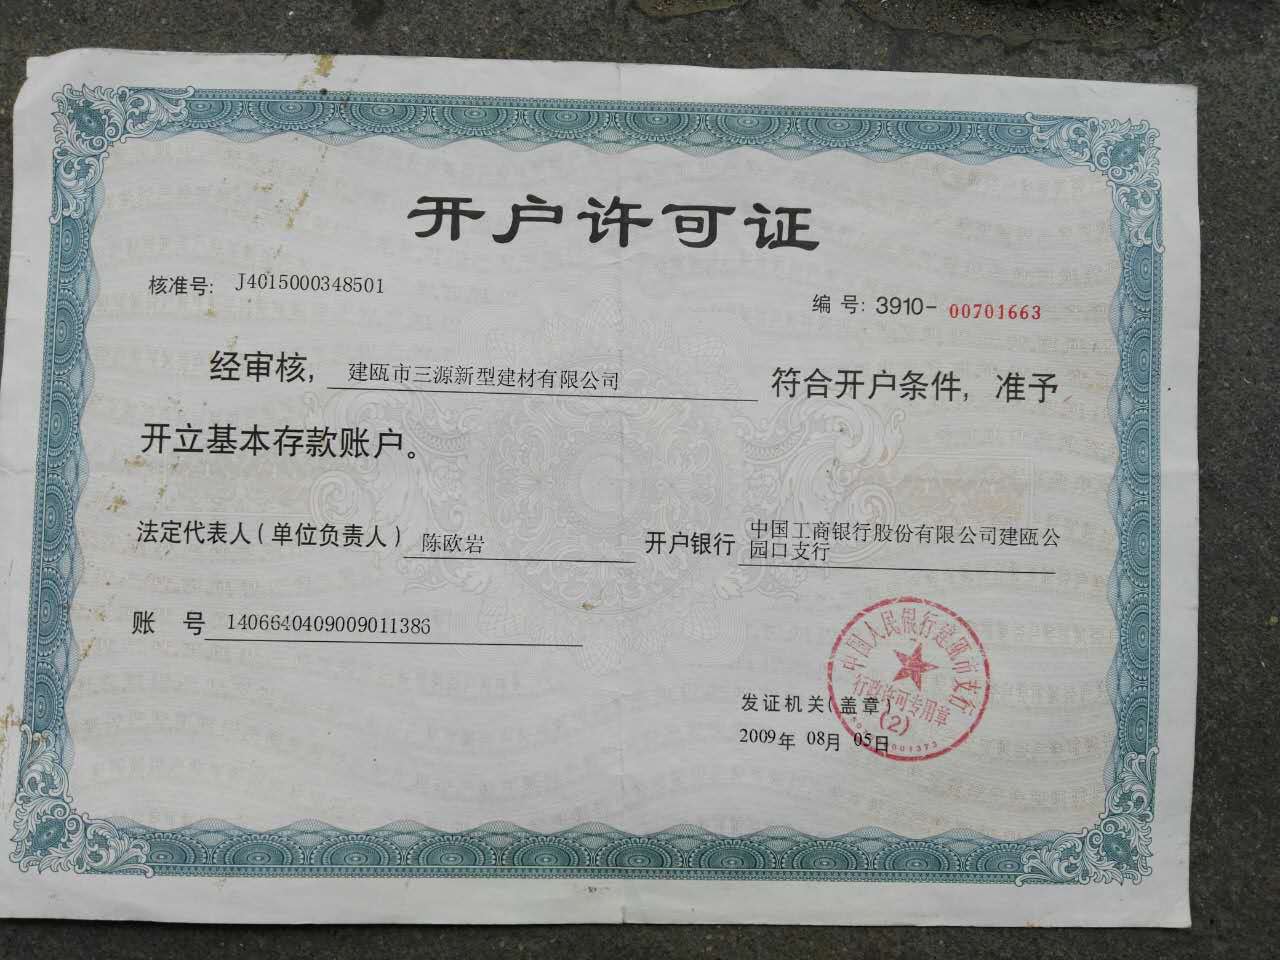 开户许可证
核准号: J4015000348501
编 号: 3910-00701663
经审核, 建瓯市三源新型建材有限公司 符合开户条件, 准予
开立基本存款账户。
法定代表人(单位负责人) 陈欧岩 开户银行 中国工商银行股份有限公司建瓯公
园口支行
账 号 1406640409009011386
中国人民银行建瓯市支行
行政许可专用章
(2)
发证机关(盖章)
2009年 08月 05日